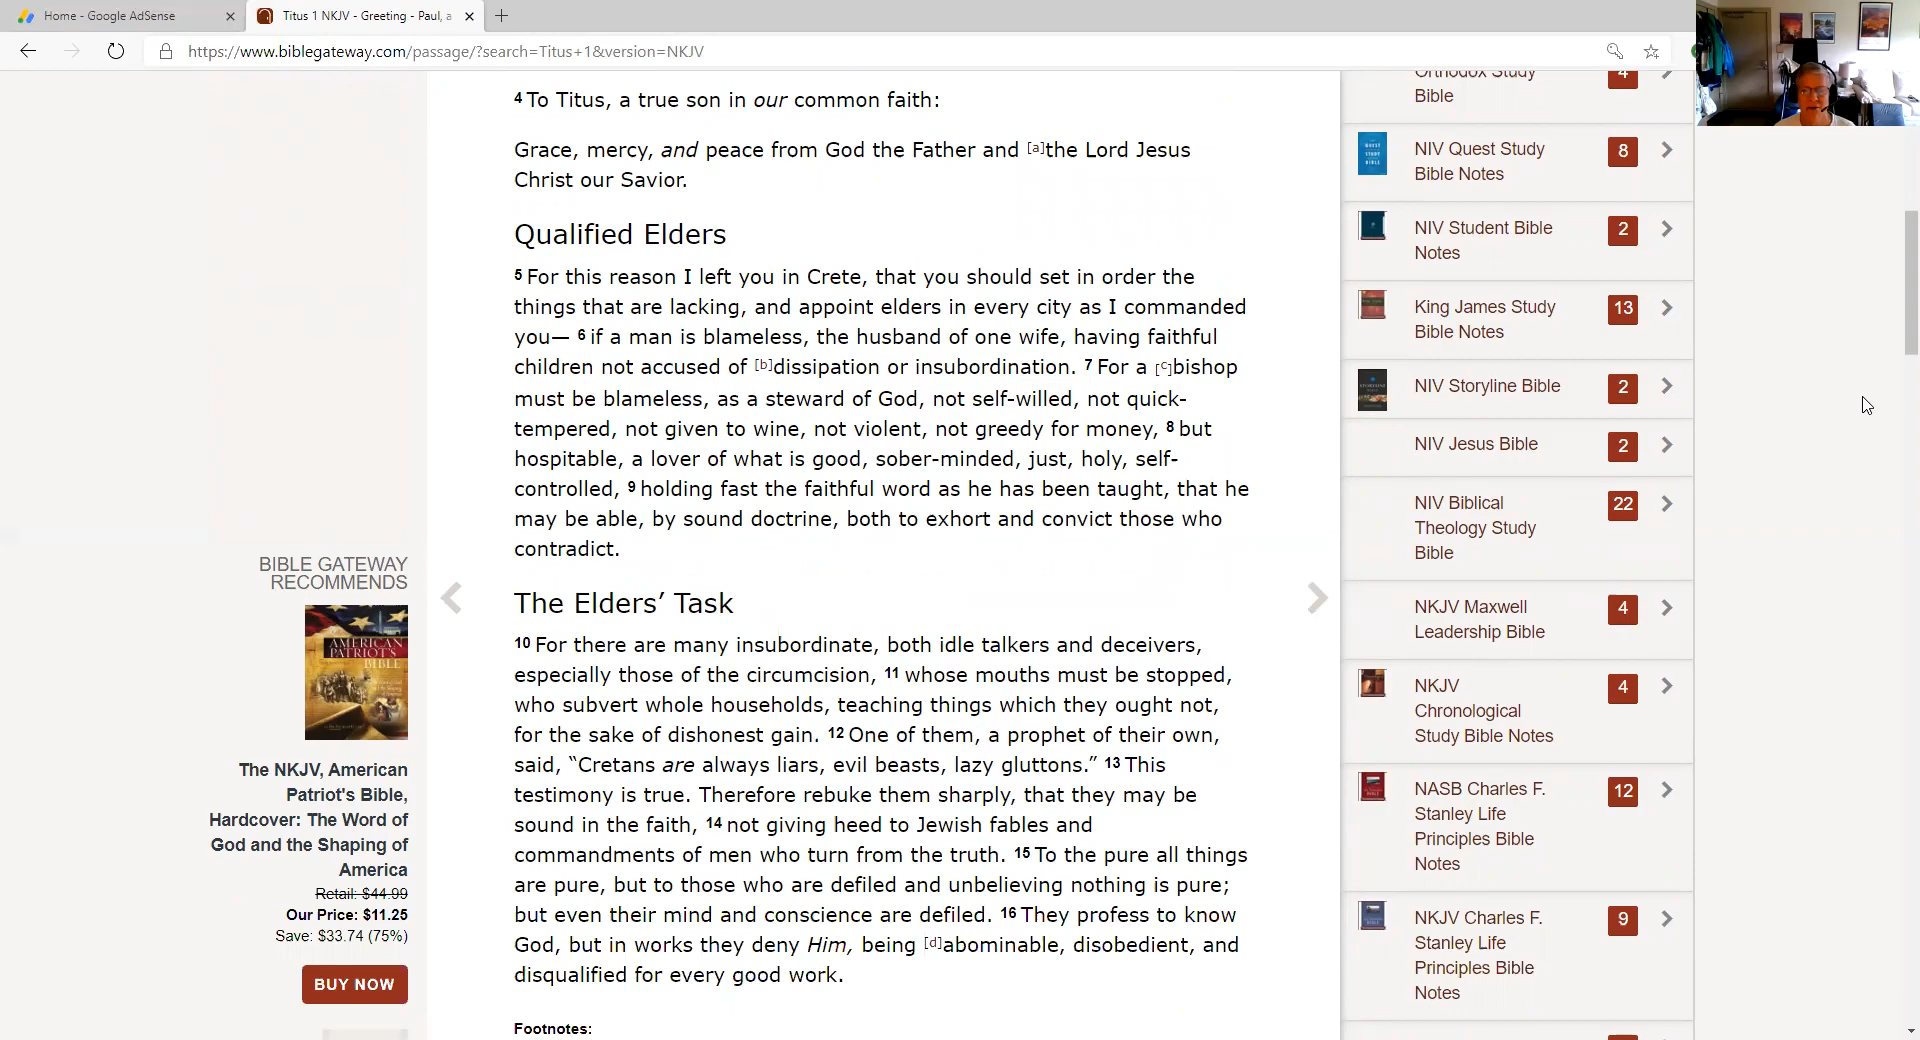 Home - Google AdSense
Titus 1 NKJV - Greeting - Paul, a
https://www.biblegateway.com/passage/?search=Titus+1&version=NKJV
4 To Titus, a true son in our common faith:
Grace, mercy, and peace from God the Father and [a]the Lord Jesus
Christ our Savior.
Qualified Elders
5 For this reason I left you in Crete, that you should set in order the
things that are lacking, and appoint elders in every city as I commanded
you— 6 if a man is blameless, the husband of one wife, having faithful
children not accused of [b]dissipation or insubordination. 7 For a [c]bishop
must be blameless, as a steward of God, not self-willed, not quick-
tempered, not given to wine, not violent, not greedy for money, 8 but
hospitable, a lover of what is good, sober-minded, just, holy, self-
controlled, 9 holding fast the faithful word as he has been taught, that he
may be able, by sound doctrine, both to exhort and convict those who
contradict.
The Elders’ Task
10 For there are many insubordinate, both idle talkers and deceivers,
especially those of the circumcision, 11 whose mouths must be stopped,
who subvert whole households, teaching things which they ought not,
for the sake of dishonest gain. 12 One of them, a prophet of their own,
said, “Cretans are always liars, evil beasts, lazy gluttons.” 13 This
testimony is true. Therefore rebuke them sharply, that they may be
sound in the faith, 14 not giving heed to Jewish fables and
commandments of men who turn from the truth. 15 To the pure all things
are pure, but to those who are defiled and unbelieving nothing is pure;
but even their mind and conscience are defiled. 16 They profess to know
God, but in works they deny Him, being [d]abominable, disobedient, and
disqualified for every good work.
Footnotes:
BIBLE GATEWAY
RECOMMENDS
AMERICAN
PATRIOT'S
BIBLE
The NKJV, American
Patriot's Bible,
Hardcover: The Word of
God and the Shaping of
America
Retail: $44.99
Our Price: $11.25
Save: $33.74 (75%)
BUY NOW
Orthodox Study
Bible
4
NIV Quest Study
Bible Notes
8
NIV Student Bible
Notes
2
King James Study
Bible Notes
13
NIV Storyline Bible
2
NIV Jesus Bible
2
NIV Biblical
Theology Study
Bible
22
NKJV Maxwell
Leadership Bible
4
NKJV
Chronological
Study Bible Notes
4
NASB Charles F.
Stanley Life
Principles Bible
Notes
12
NKJV Charles F.
Stanley Life
Principles Bible
Notes
9